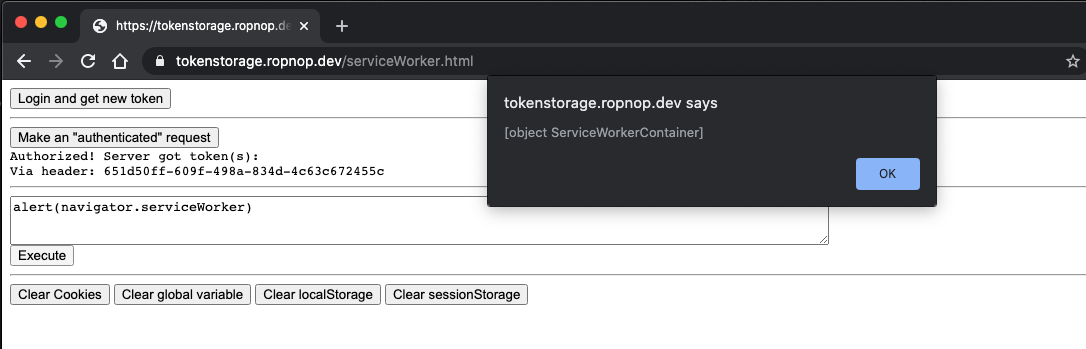 https://tokenstorage.ropnop.de
tokenstorage.ropnop.dev/serviceWorker.html
Login and get new token
tokenstorage.ropnop.dev says
[object ServiceWorkerContainer]
OK
Make an "authenticated" request
Authorized! Server got token(s):
Via header: 651d50ff-609f-498a-834d-4c63c672455c
alert(navigator.serviceWorker)
Execute
Clear Cookies Clear global variable Clear localStorage Clear sessionStorage